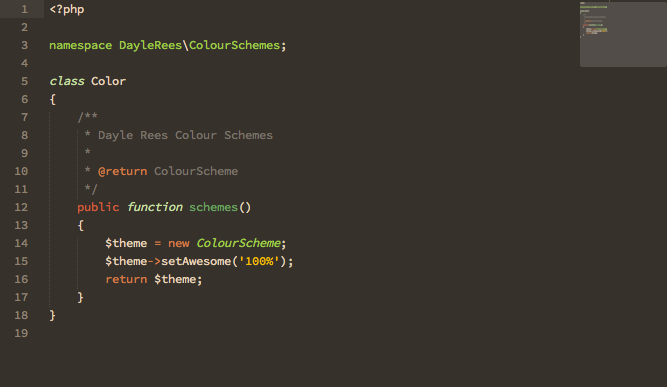 1 <?php
2
3 namespace DayleRees\ColourSchemes;
4
5 class Color
6 {
7 /**
8 * Dayle Rees Colour Schemes
9 *
10 * @return ColourScheme
11 */
12 public function schemes()
13 {
14 $theme = new ColourScheme;
15 $theme->setAwesome('100%');
16 return $theme;
17 }
18 }
19